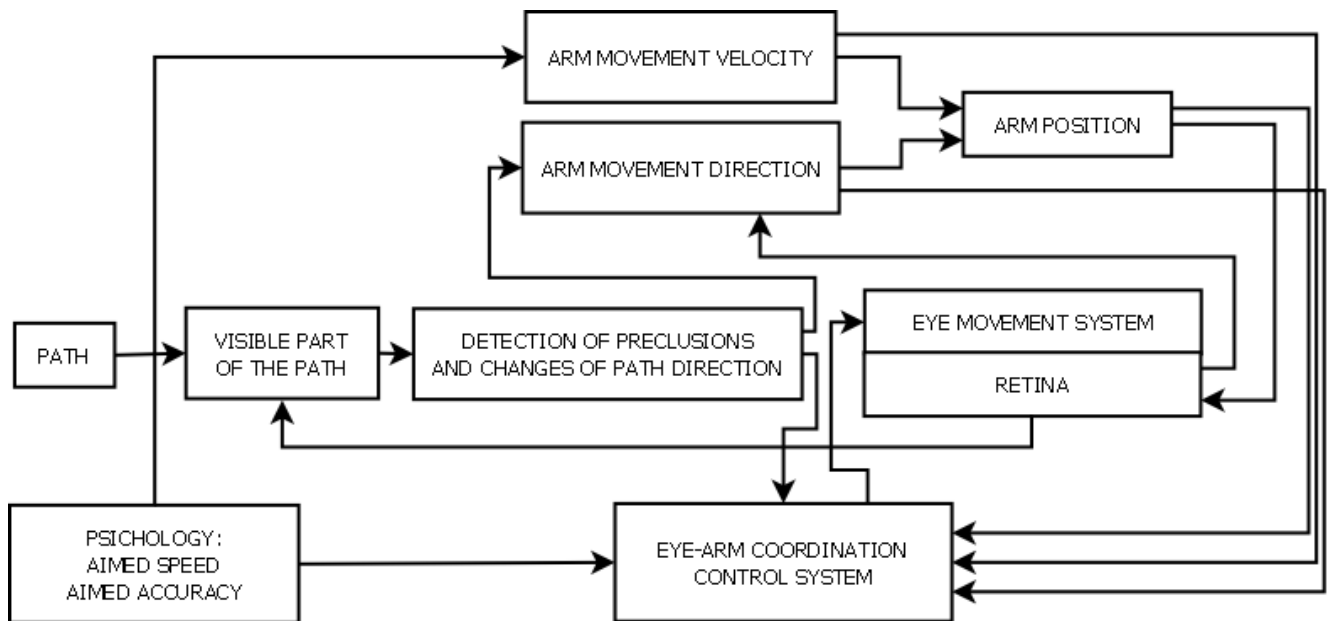 ARM MOVEMENT VELOCITY
ARM POSITION
ARM MOVEMENT DIRECTION
PATH
VISIBLE PART
OF THE PATH
DETECTION OF PRECLUSIONS
AND CHANGES OF PATH DIRECTION
EYE MOVEMENT SYSTEM
RETINA
PSICHOLOGY:
AIMED SPEED
AIMED ACCURACY
EYE-ARM COORDINATION
CONTROL SYSTEM